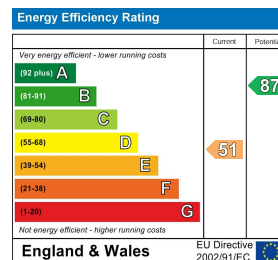 Energy Efficiency Rating
Current
Very energy efficient - lower running costs
(92 plus) A
(81-91) B
87
(69-80) C
(55-68) D
51
(39-54) E
(21-38) F
(1-20) G
Not energy efficient - higher running costs
England & Wales
EU Directive
2002/91/EC